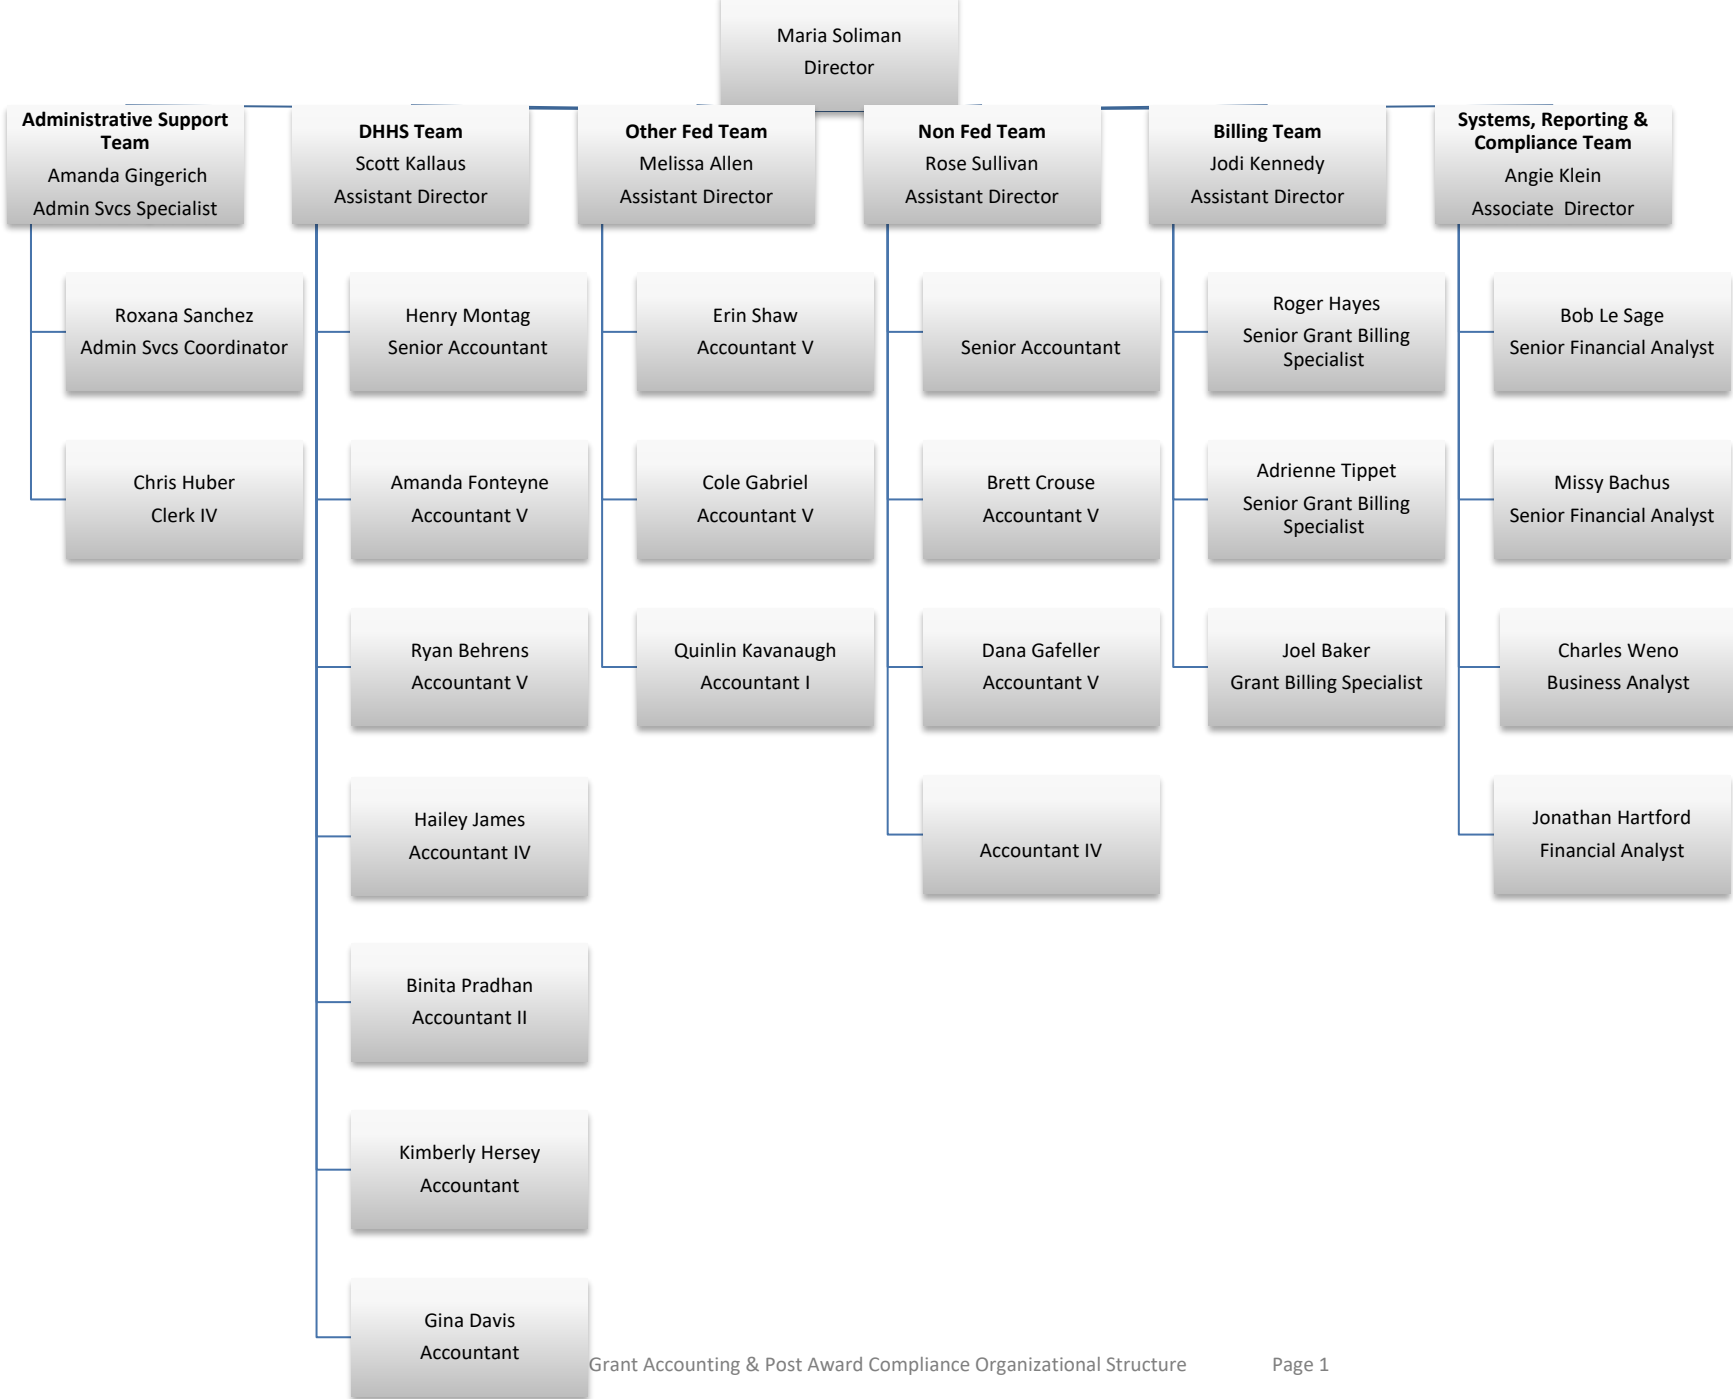 Maria Soliman
Director
Administrative Support
Team
Amanda Gingerich
Admin Svcs Specialist
Roxana Sanchez
Admin Svcs Coordinator
Chris Huber
Clerk IV
DHHS Team
Scott Kallaus
Assistant Director
Henry Montag
Senior Accountant
Amanda Fonteyne
Accountant V
Ryan Behrens
Accountant V
Hailey James
Accountant IV
Binita Pradhan
Accountant II
Kimberly Hersey
Accountant
Gina Davis
Accountant
Other Fed Team
Melissa Allen
Assistant Director
Erin Shaw
Accountant V
Cole Gabriel
Accountant V
Quinlin Kavanaugh
Accountant I
Non Fed Team
Rose Sullivan
Assistant Director
Senior Accountant
Brett Crouse
Accountant V
Dana Gafeller
Accountant V
Accountant IV
Billing Team
Jodi Kennedy
Assistant Director
Roger Hayes
Senior Grant Billing
Specialist
Adrienne Tippet
Senior Grant Billing
Specialist
Joel Baker
Grant Billing Specialist
Systems, Reporting &
Compliance Team
Angie Klein
Associate Director
Bob Le Sage
Senior Financial Analyst
Missy Bachus
Senior Financial Analyst
Charles Weno
Business Analyst
Jonathan Hartford
Financial Analyst
Grant Accounting & Post Award Compliance Organizational Structure Page 1